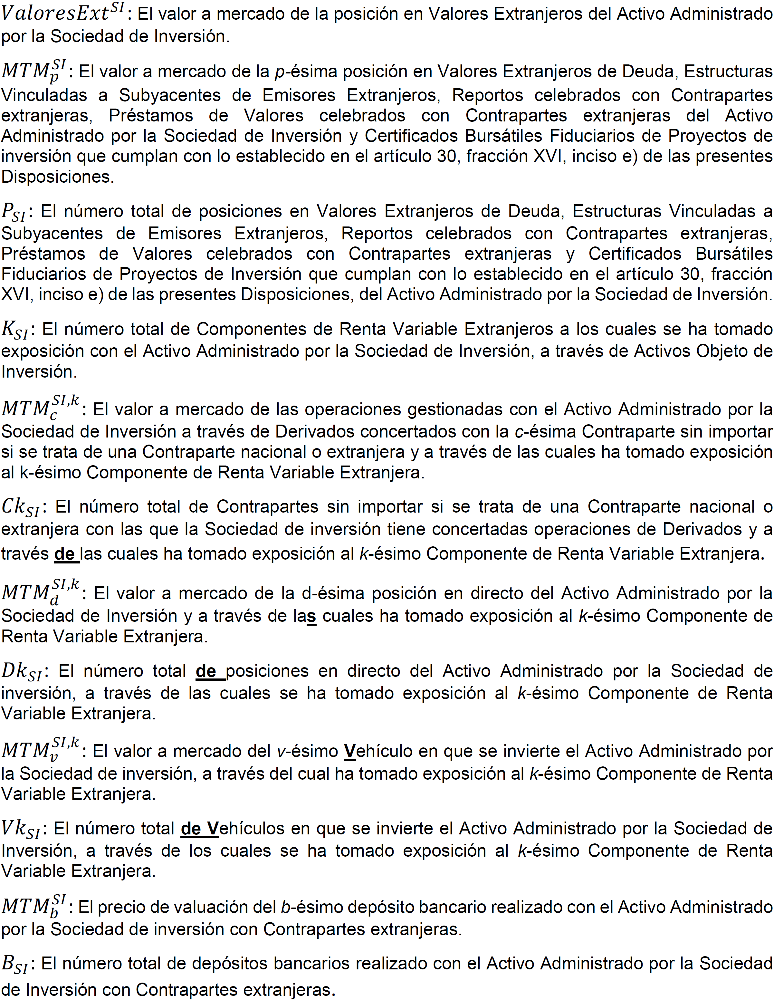 ValoresExt^SI: El valor a mercado de la posición en Valores Extranjeros del Activo Administrado
por la Sociedad de Inversión.
MTM_p^SI: El valor a mercado de la p-ésima posición en Valores Extranjeros de Deuda, Estructuras
Vinculadas a Subyacentes de Emisores Extranjeros, Reportos celebrados con Contrapartes
extranjeras, Préstamos de Valores celebrados con Contrapartes extranjeras del Activo
Administrado por la Sociedad de Inversión y Certificados Bursátiles Fiduciarios de Proyectos de
inversión que cumplan con lo establecido en el artículo 30, fracción XVI, inciso e) de las presentes
Disposiciones.
P_SI: El número total de posiciones en Valores Extranjeros de Deuda, Estructuras Vinculadas a
Subyacentes de Emisores Extranjeros, Reportos celebrados con Contrapartes extranjeras,
Préstamos de Valores celebrados con Contrapartes extranjeras y Certificados Bursátiles
Fiduciarios de Proyectos de Inversión que cumplan con lo establecido en el artículo 30, fracción
XVI, inciso e) de las presentes Disposiciones, del Activo Administrado por la Sociedad de Inversión.
K_SI: El número total de Componentes de Renta Variable Extranjeros a los cuales se ha tomado
exposición con el Activo Administrado por la Sociedad de Inversión, a través de Activos Objeto de
Inversión.
MTM_c^SI,k: El valor a mercado de las operaciones gestionadas con el Activo Administrado por la
Sociedad de Inversión a través de Derivados concertados con la c-ésima Contraparte sin importar
si se trata de una Contraparte nacional o extranjera y a través de las cuales ha tomado exposición
al k-ésimo Componente de Renta Variable Extranjera.
Ck_SI: El número total de Contrapartes sin importar si se trata de una Contraparte nacional o
extranjera con las que la Sociedad de inversión tiene concertadas operaciones de Derivados y a
través de las cuales ha tomado exposición al k-ésimo Componente de Renta Variable Extranjera.
MTM_d^SI,k: El valor a mercado de la d-ésima posición en directo del Activo Administrado por la
Sociedad de Inversión y a través de las cuales ha tomado exposición al k-ésimo Componente de
Renta Variable Extranjera.
Dk_SI: El número total de posiciones en directo del Activo Administrado por la Sociedad de
inversión, a través de las cuales se ha tomado exposición al k-ésimo Componente de Renta
Variable Extranjera.
MTM_v^SI,k: El valor a mercado del v-ésimo Vehículo en que se invierte el Activo Administrado por
la Sociedad de inversión, a través del cual ha tomado exposición al k-ésimo Componente de Renta
Variable Extranjera.
Vk_SI: El número total de Vehículos en que se invierte el Activo Administrado por la Sociedad de
Inversión, a través de los cuales se ha tomado exposición al k-ésimo Componente de Renta
Variable Extranjera.
MTM_b^SI: El precio de valuación del b-ésimo depósito bancario realizado con el Activo Administrado
por la Sociedad de inversión con Contrapartes extranjeras.
B_SI: El número total de depósitos bancarios realizado con el Activo Administrado por la Sociedad
de Inversión con Contrapartes extranjeras.